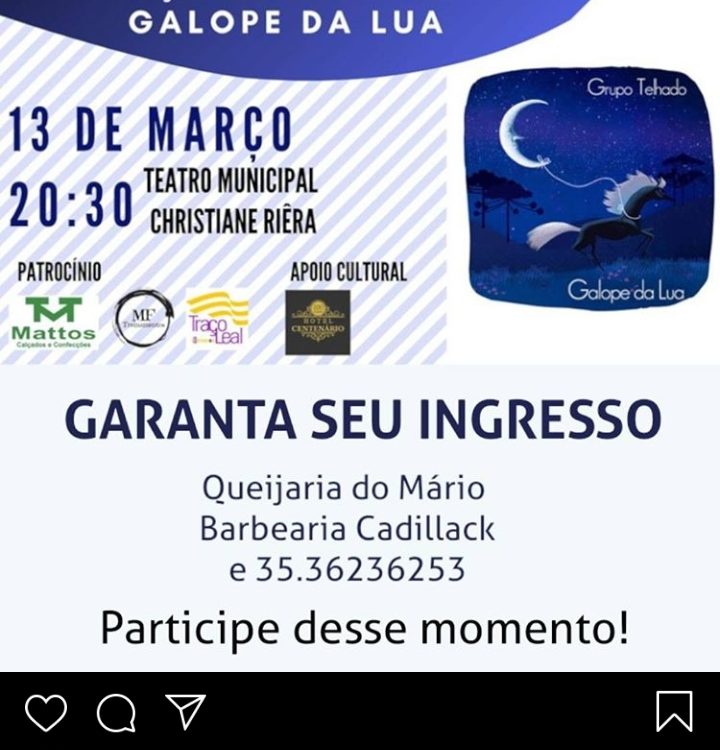 GALOPE DA LUA
13 DE MARÇO
20:30
TEATRO MUNICIPAL
CHRISTIANE RIÊRA
PATROCÍNIO
APOIO CULTURAL
Mattos
Calçados e Confecções
MF
Traço
Leal
HOTEL
CENTENÁRIO
Grupo Telhado
Galope da Lua
GARANTA SEU INGRESSO
Queijaria do Mário
Barbearia Cadillack
e 35.36236253
Participe desse momento!